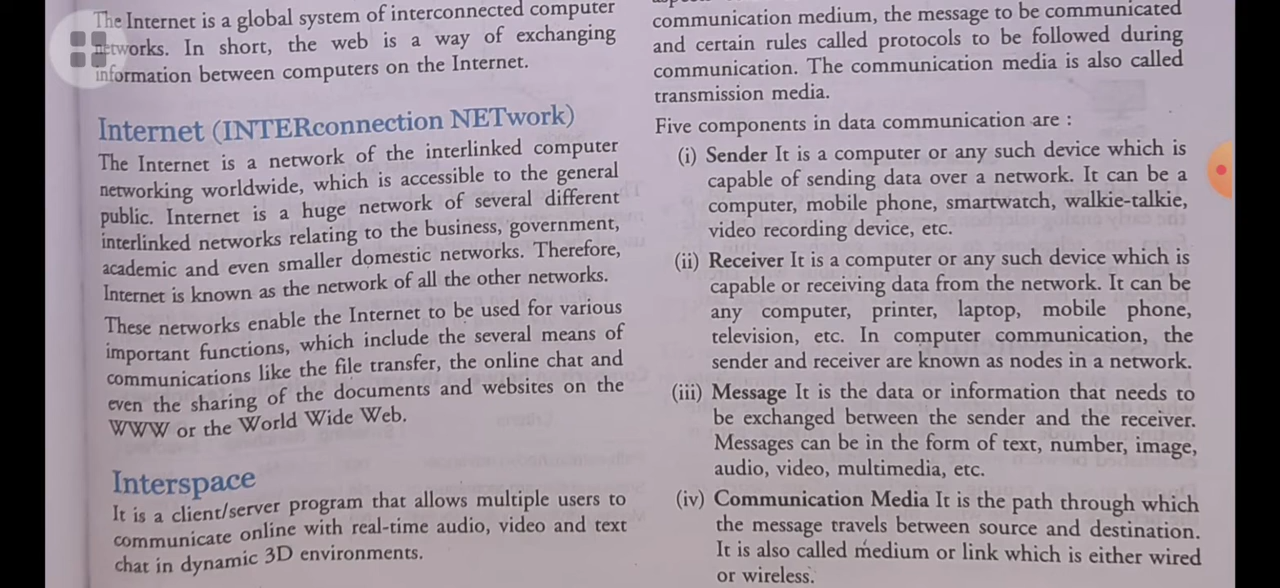 The Internet is a global system of interconnected computer
networks. In short, the web is a way of exchanging
information between computers on the Internet.
Internet (INTERconnection NETwork)
The Internet is a network of the interlinked computer
networking worldwide, which is accessible to the general
public. Internet is a huge network of several different
interlinked networks relating to the business, government,
academic and even smaller domestic networks. Therefore,
Internet is known as the network of all the other networks.
These networks enable the Internet to be used for various
important functions, which include the several means of
communications like the file transfer, the online chat and
even the sharing of the documents and websites on the
WWW or the World Wide Web.
Interspace
It is a client/server program that allows multiple users to
communicate online with real-time audio, video and text
chat in dynamic 3D environments.
communication medium, the message to be communicated
and certain rules called protocols to be followed during
communication. The communication media is also called
transmission media.
Five components in data communication are :
(i) Sender It is a computer or any such device which is
capable of sending data over a network. It can be a
computer, mobile phone, smartwatch, walkie-talkie,
video recording device, etc.
(ii) Receiver It is a computer or any such device which is
capable or receiving data from the network. It can be
any computer, printer, laptop, mobile phone,
television, etc. In computer communication, the
sender and receiver are known as nodes in a network.
(iii) Message It is the data or information that needs to
be exchanged between the sender and the receiver.
Messages can be in the form of text, number, image,
audio, video, multimedia, etc.
(iv) Communication Media It is the path through which
the message travels between source and destination.
It is also called medium or link which is either wired
or wireless.